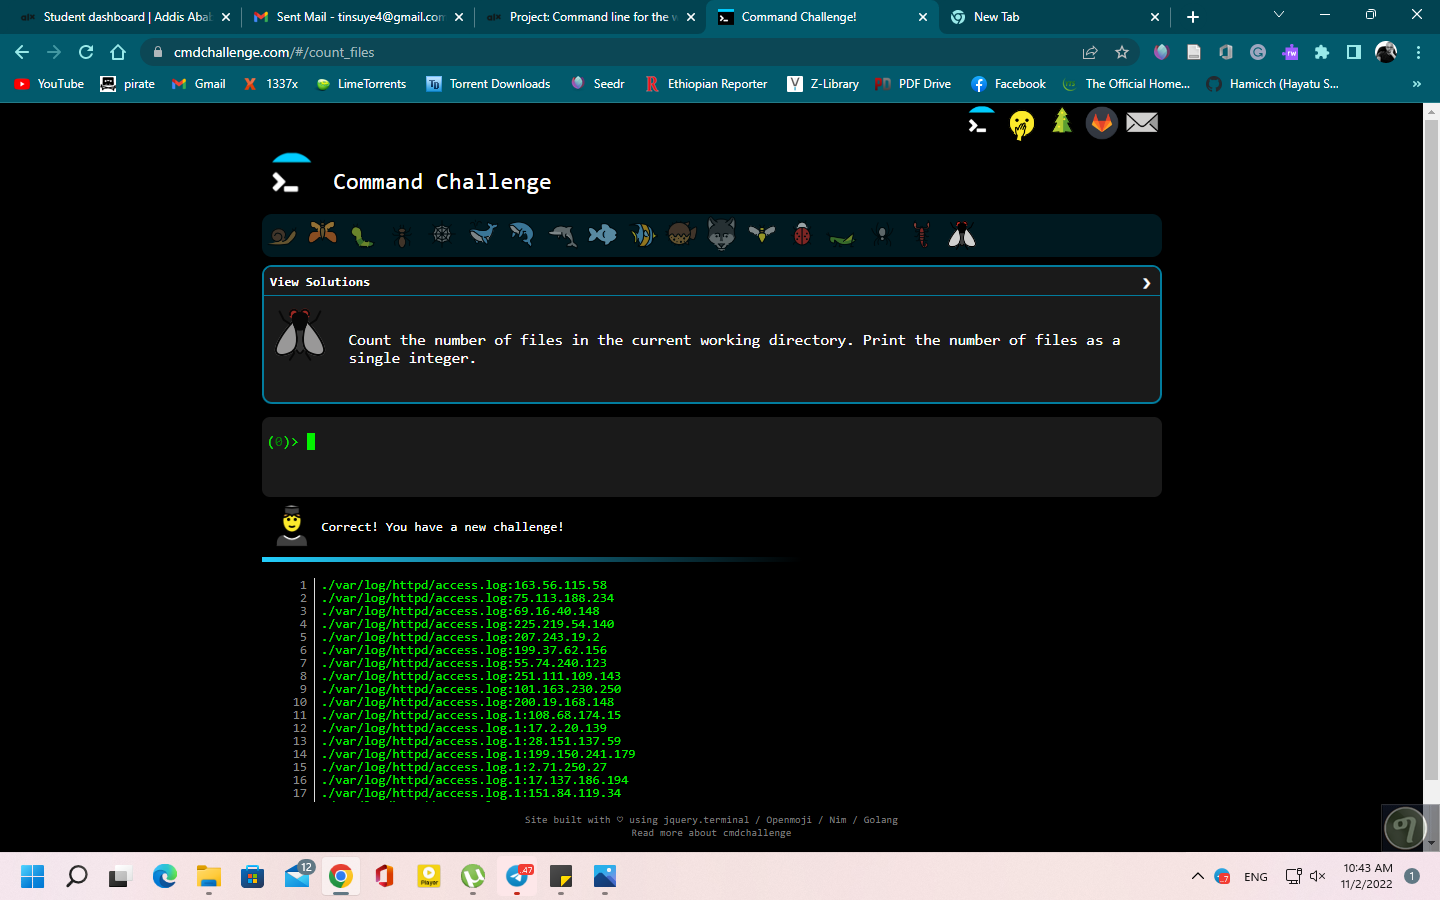 Student dashboard | Addis Abab
Sent Mail - tinsuye4@gmail.com
Project: Command line for the w
Command Challenge!
New Tab
cmdchallenge.com/#/count_files
YouTube
pirate
Gmail
1337x
LimeTorrents
Torrent Downloads
Seedr
Ethiopian Reporter
Z-Library
PDF Drive
Facebook
The Official Home...
Hamicch (Hayatu S...
»
Command Challenge
View Solutions
Count the number of files in the current working directory. Print the number of files as a
single integer.
(0)>
Correct! You have a new challenge!
1 ./var/log/httpd/access.log:163.56.115.58
2 ./var/log/httpd/access.log:75.113.188.234
3 ./var/log/httpd/access.log:69.16.40.148
4 ./var/log/httpd/access.log:225.219.54.140
5 ./var/log/httpd/access.log:207.243.19.2
6 ./var/log/httpd/access.log:199.37.62.156
7 ./var/log/httpd/access.log:55.74.240.123
8 ./var/log/httpd/access.log:251.111.109.143
9 ./var/log/httpd/access.log:101.163.230.250
10 ./var/log/httpd/access.log:200.19.168.148
11 ./var/log/httpd/access.log.1:108.68.174.15
12 ./var/log/httpd/access.log.1:17.2.20.139
13 ./var/log/httpd/access.log.1:28.151.137.59
14 ./var/log/httpd/access.log.1:199.150.241.179
15 ./var/log/httpd/access.log.1:2.71.250.27
16 ./var/log/httpd/access.log.1:17.137.186.194
17 ./var/log/httpd/access.log.1:151.84.119.34
Site built with ♡ using jquery.terminal / Openmoji / Nim / Golang
Read more about cmdchallenge
12
Player
47
7
ENG
10:43 AM
11/2/2022
1